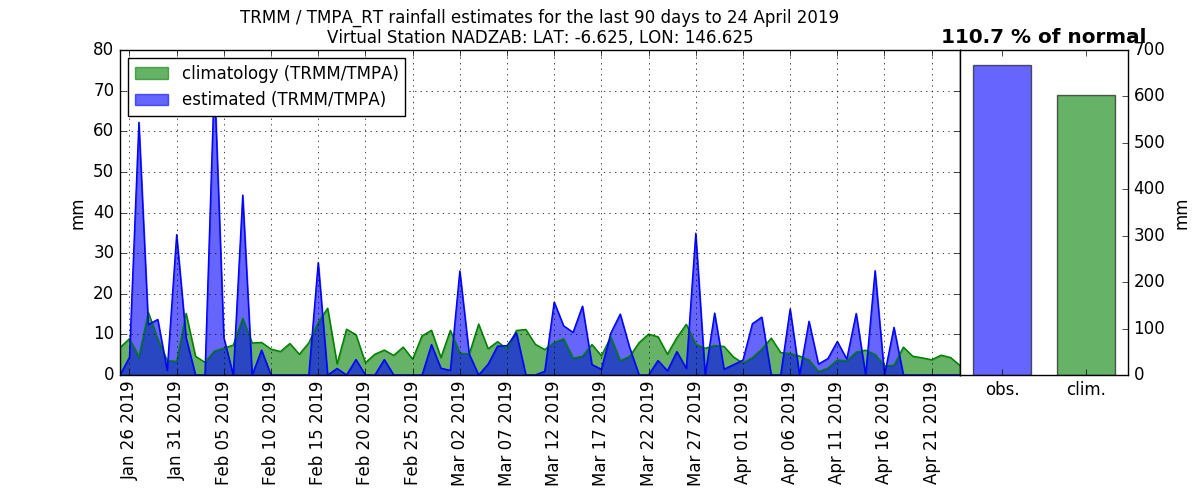 TRMM / TMPA_RT rainfall estimates for the last 90 days to 24 April 2019
Virtual Station NADZAB: LAT: -6.625, LON: 146.625
110.7 % of normal
climatology (TRMM/TMPA)
estimated (TRMM/TMPA)
mm
80
70
60
50
40
30
20
10
0
Jan 26 2019
Jan 31 2019
Feb 05 2019
Feb 10 2019
Feb 15 2019
Feb 20 2019
Feb 25 2019
Mar 02 2019
Mar 07 2019
Mar 12 2019
Mar 17 2019
Mar 22 2019
Mar 27 2019
Apr 01 2019
Apr 06 2019
Apr 11 2019
Apr 16 2019
Apr 21 2019
obs.
clim.
700
600
500
400
300
200
100
0
mm